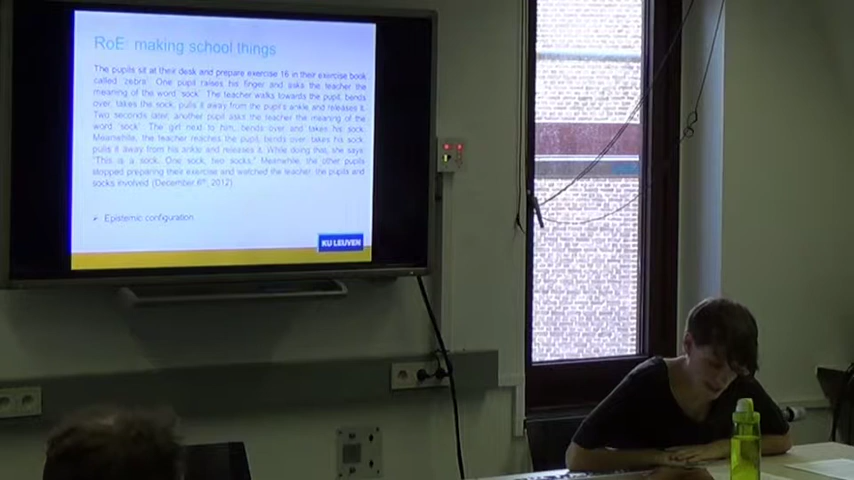 RoE: making school things
The pupils sit at their desk and prepare exercise 16 in their exercise book
called 'zebra'. One pupil raises his finger and asks the teacher the
meaning of the word 'sock'. The teacher walks towards the pupil, bends
over, takes the sock, pulls it away from the pupil's ankle and releases it.
Two seconds later, another pupil asks the teacher the meaning of the
word 'sock'. The girl next to him, bends over and takes his sock.
Meanwhile, the teacher reaches the pupil, bends over, takes his sock,
pulls it away from his ankle and releases it. While doing that, she says:
"This is a sock. One sock, two socks." Meanwhile, the other pupils
stopped preparing their exercise and watched the teacher, the pupils and
socks involved (December 6th, 2012).
➢ Epistemic configuration
KU LEUVEN